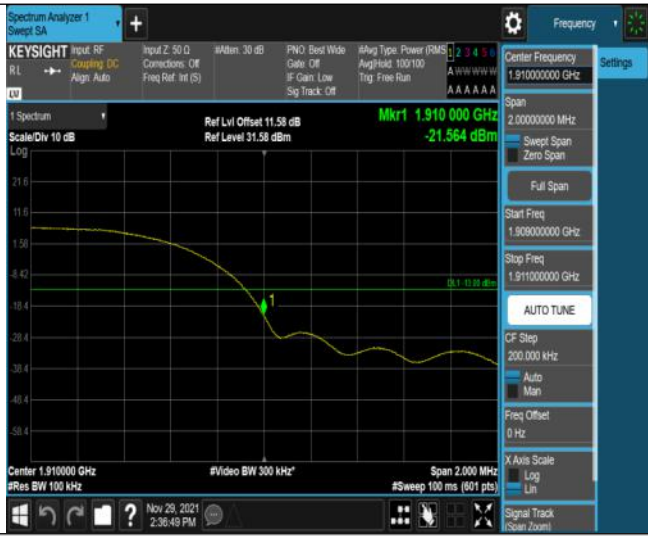 Spectrum Analyzer 1
Swept SA
+
Frequency
KEYSIGHT
Input: RF
Coupling: DC
Align: Auto
Input Z: 50 Ω
Corrections: Off
Freq Ref: Int (S)
#Atten: 30 dB
PNO: Best Wide
Gate: Off
IF Gain: Low
Sig Track: Off
#Avg Type: Power (RMS
Avg|Hold: 100/100
Trig: Free Run
1 2 3 4 5 6
A W W W W W
A A A A A A
RL
LW
1 Spectrum
Scale/Div 10 dB
Log
Ref Lvl Offset 11.58 dB
Ref Level 31.58 dBm
Mkr1 1.910 000 GHz
-21.564 dBm
21.6
11.6
1.58
-8.42
-18.4
-28.4
-38.4
-48.4
-58.4
DL1 -13.00 dBm
1
Center 1.910000 GHz
#Res BW 100 kHz
#Video BW 300 kHz*
Span 2.000 MHz
#Sweep 100 ms (601 pts)
Nov 29, 2021
2:36:49 PM
?
Center Frequency
1.910000000 GHz
Settings
Span
2.00000000 MHz
Swept Span
Zero Span
Full Span
Start Freq
1.909000000 GHz
Stop Freq
1.911000000 GHz
AUTO TUNE
CF Step
200.000 kHz
Auto
Man
Freq Offset
0 Hz
X Axis Scale
Log
Lin
Signal Track
(Span Zoom)